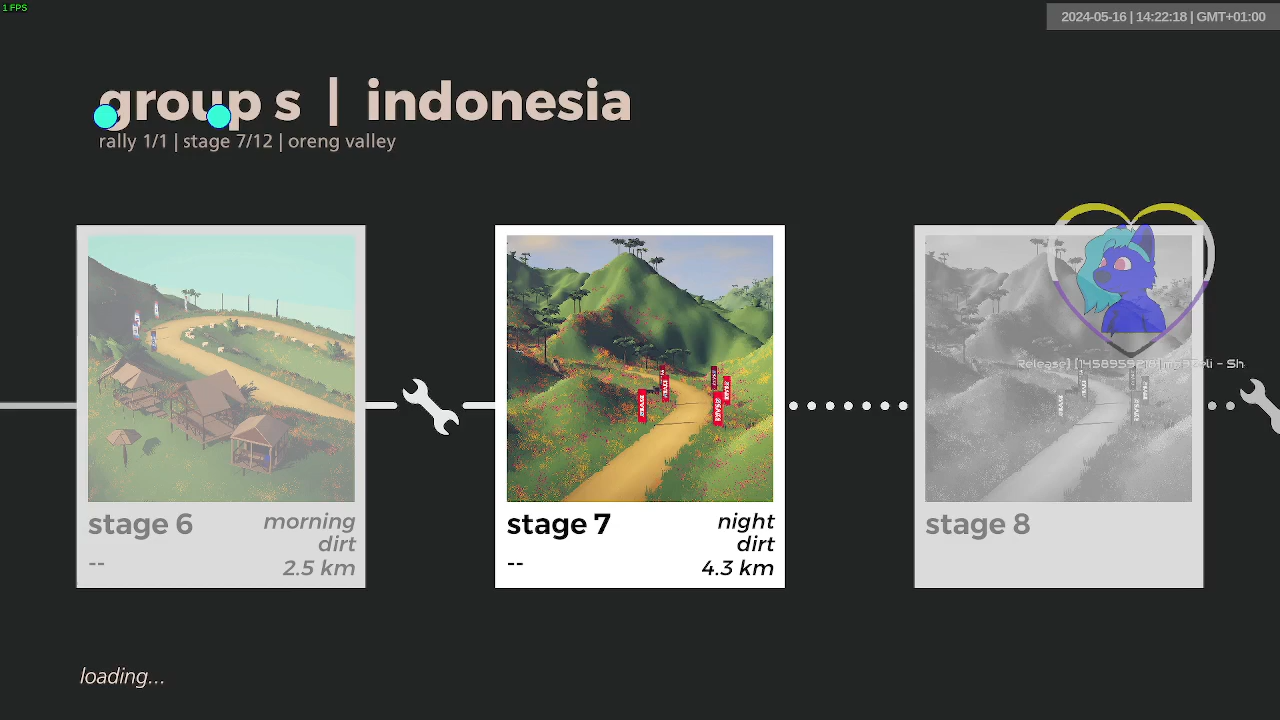 1 FPS
2024-05-16 | 14:22:18 | GMT+01:00
group s | indonesia
rally 1/1 | stage 7/12 | oreng valley
stage 6
morning
dirt
--
2.5 km
stage 7
night
dirt
--
4.3 km
stage 8
loading...